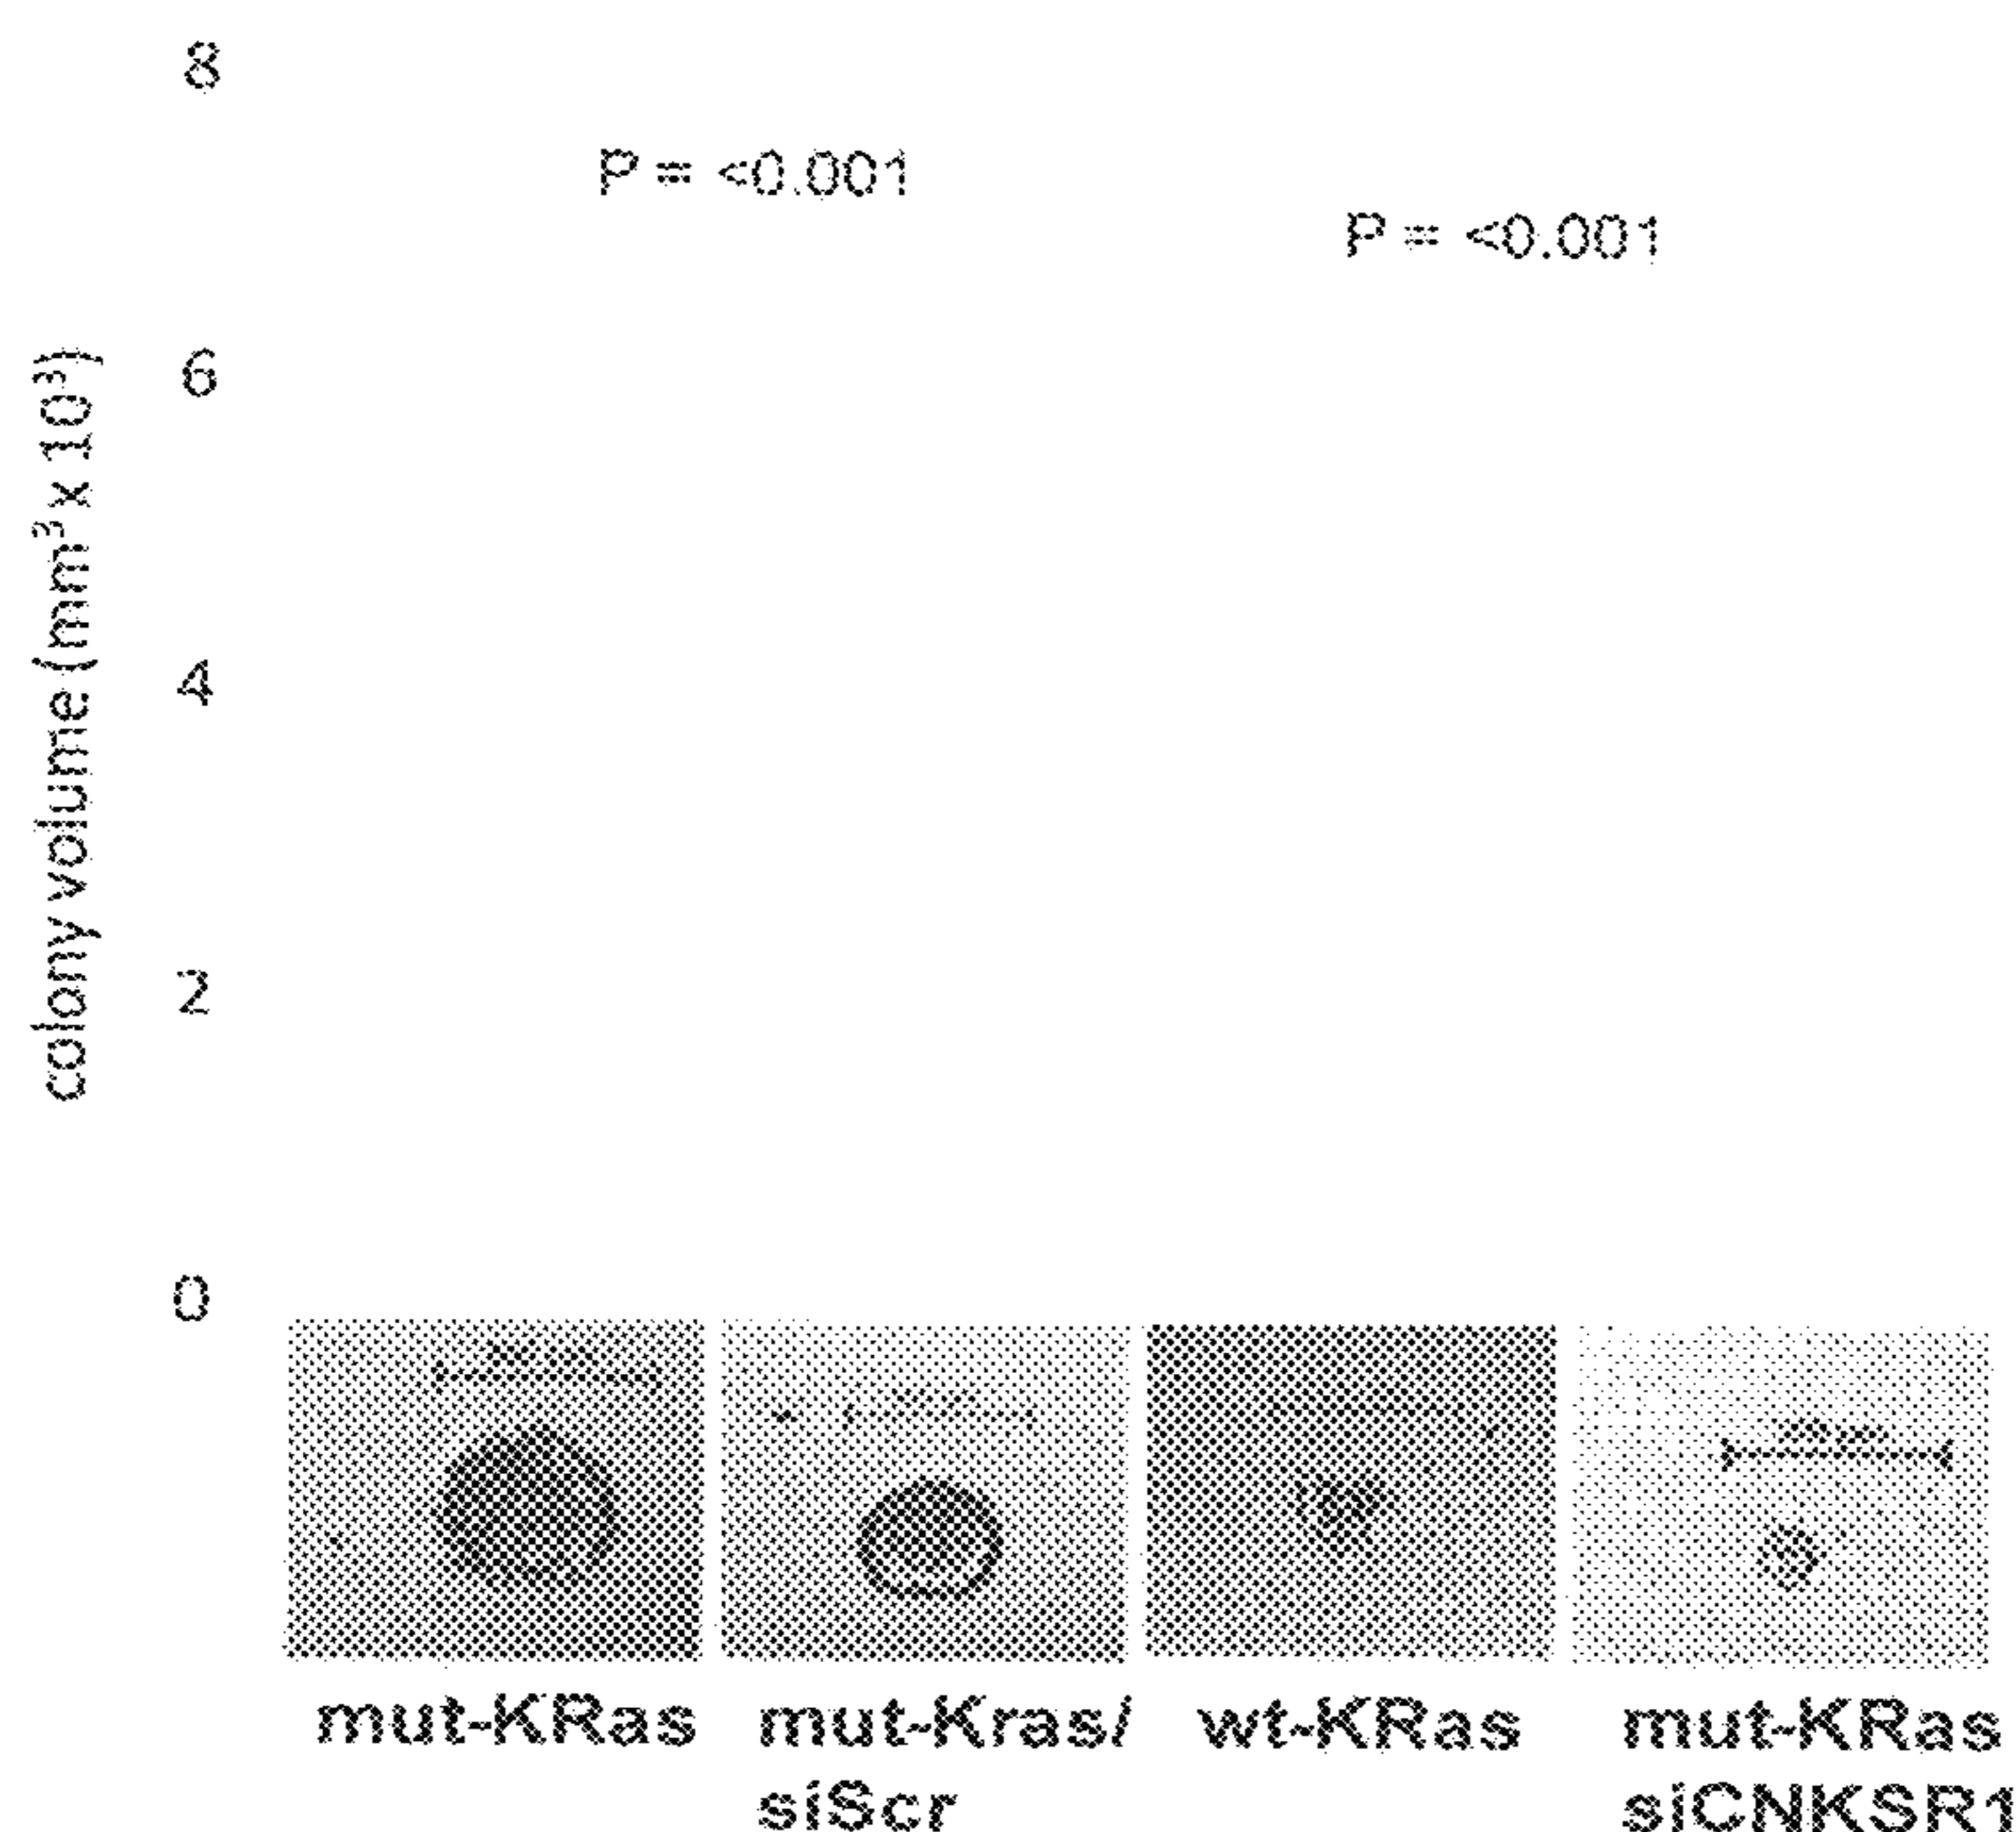 8
P = <0.001
P = <0.001
6
4
2
0
colony volume (mm³ x 10³)
mut-KRas
mut-Kras/
siScr
wt-KRas
mut-KRas
siCNKSR1